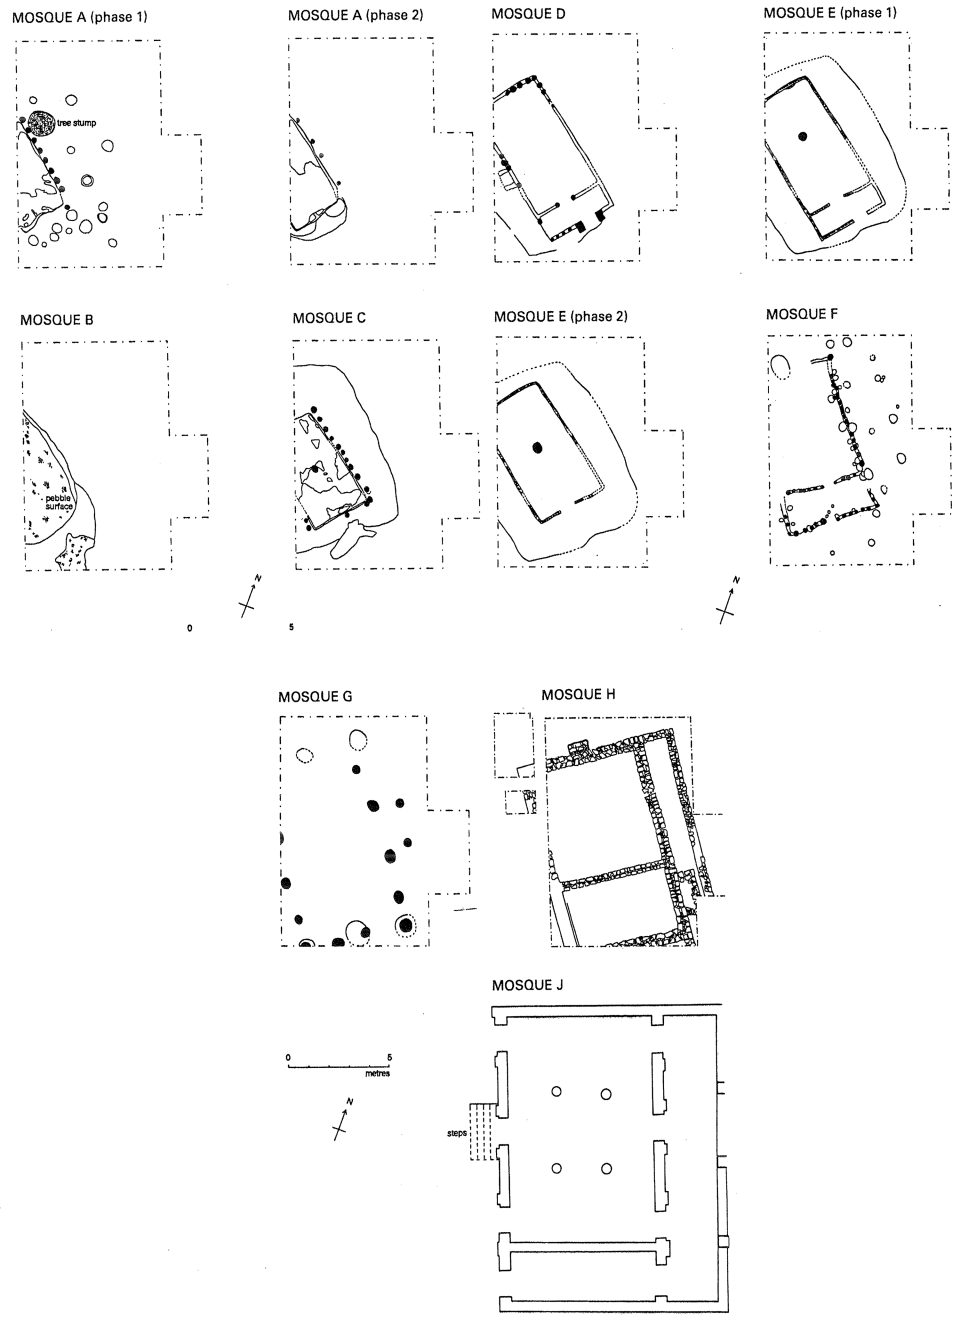 MOSQUE A (phase 1)
MOSQUE A (phase 2)
MOSQUE D
MOSQUE E (phase 1)
tree stump
MOSQUE B
MOSQUE C
MOSQUE E (phase 2)
MOSQUE F
pebble
surface
N
N
0 5
MOSQUE G
MOSQUE H
MOSQUE J
0 5
metres
N
steps